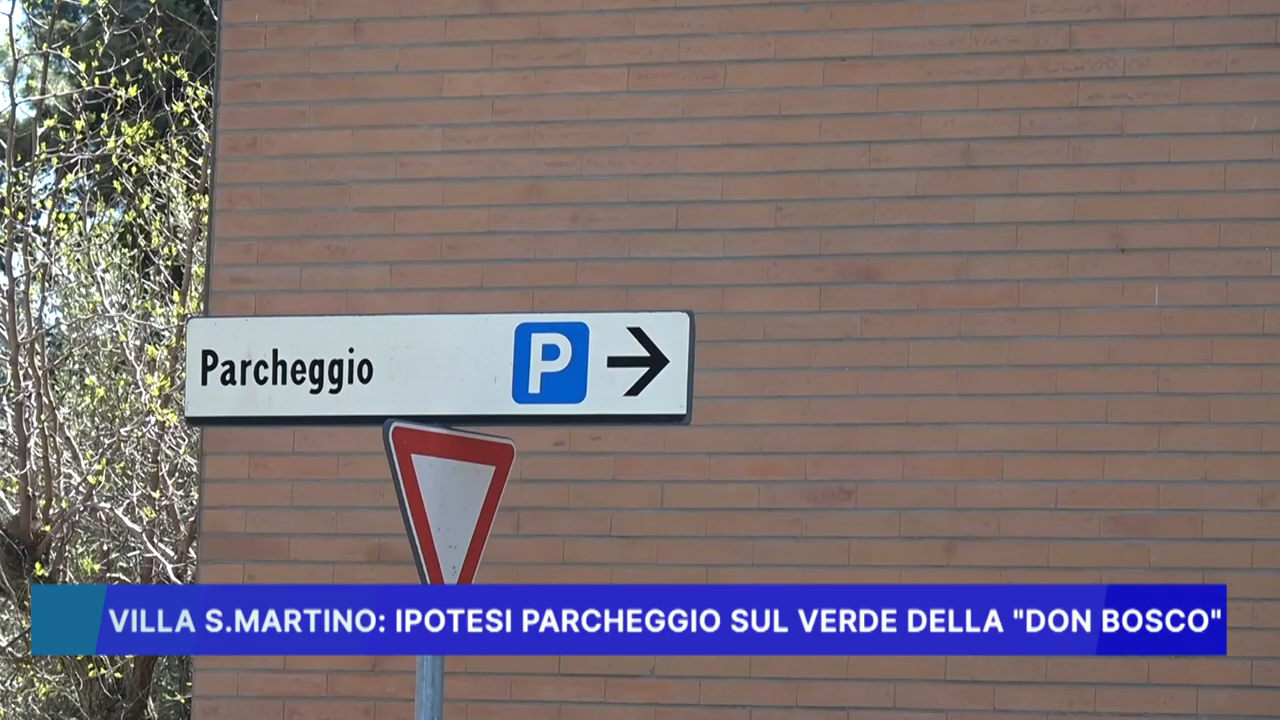 Parcheggio P
VILLA S.MARTINO: IPOTESI PARCHEGGIO SUL VERDE DELLA "DON BOSCO"